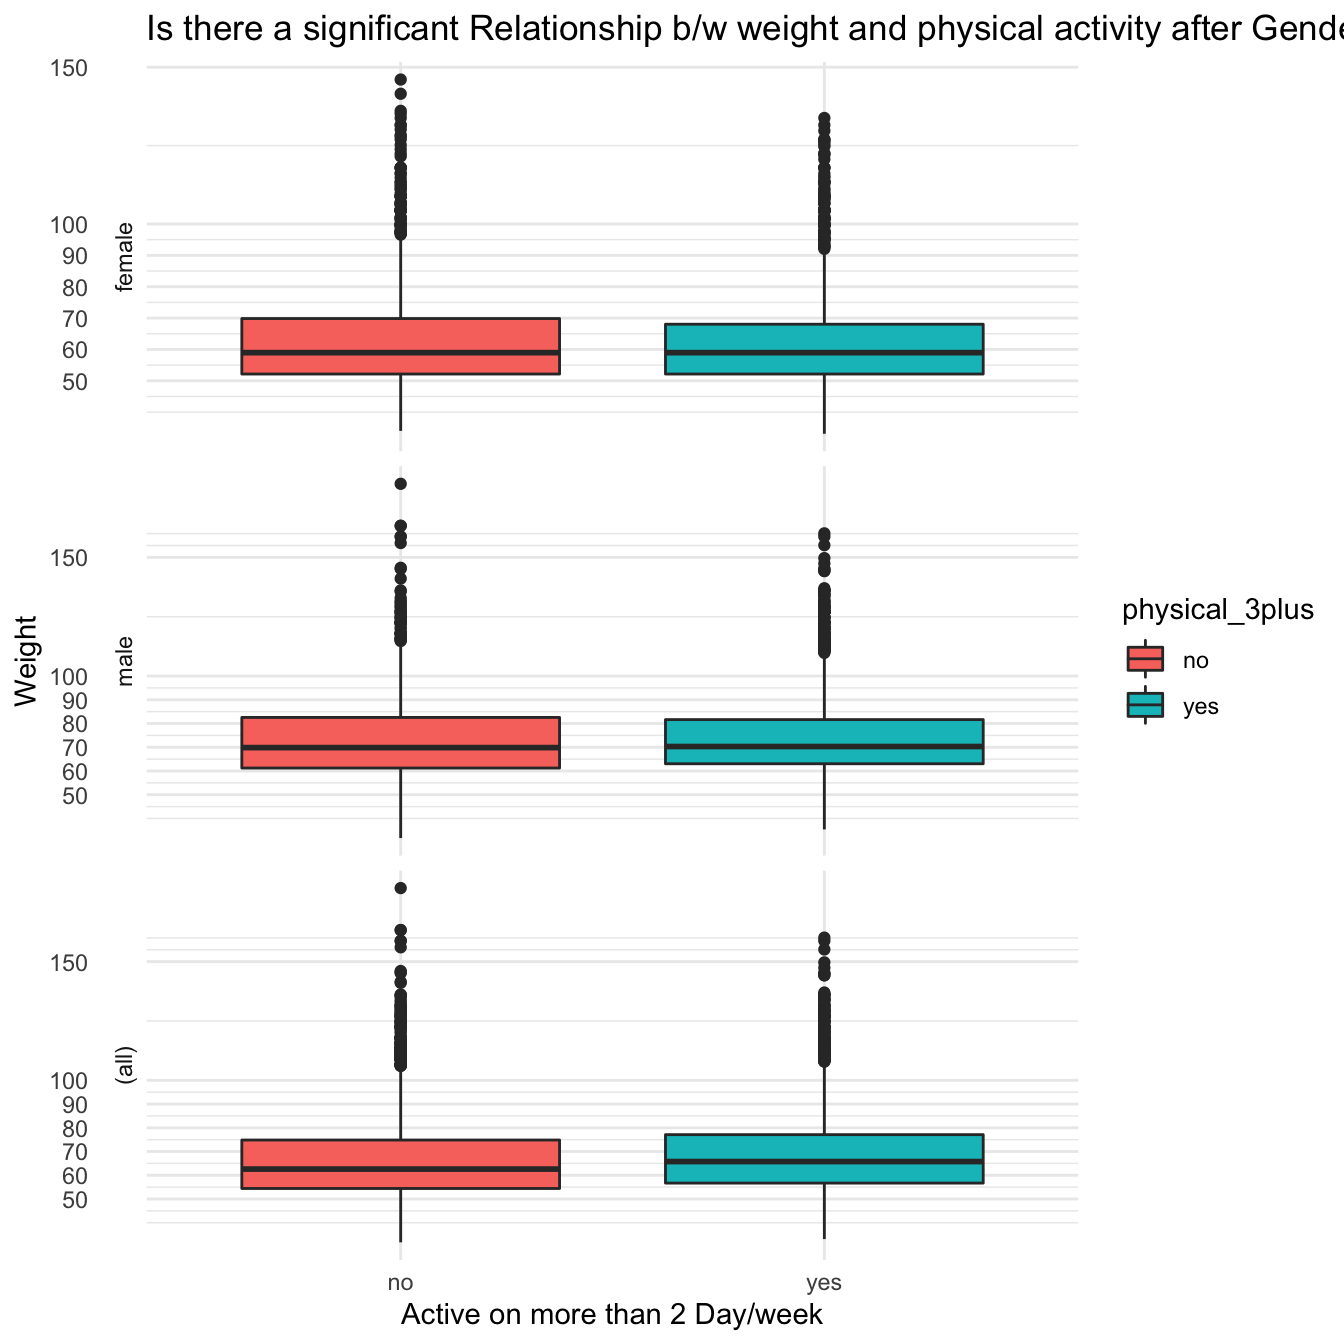 Is there a significant Relationship b/w weight and physical activity after Gende
150
100
90
80
70
60
50
female
150
100
90
80
70
60
50
male
Weight
150
100
90
80
70
60
50
(all)
no
yes
Active on more than 2 Day/week
physical_3plus
no
yes